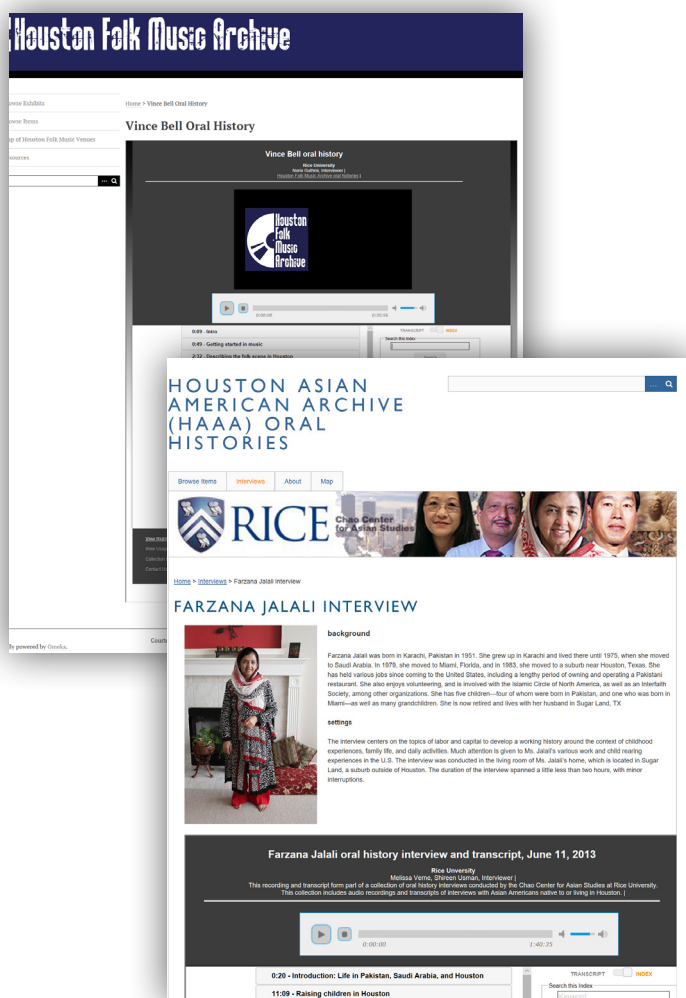 Houston Folk Music Archive
Browse Exhibits
Home > Vince Bell Oral History
Browse Items
Vince Bell Oral History
Map of Houston Folk Music Venues
Resources
Vince Bell oral history
Rice University
Norie Guthrie, Interviewer |
Houston Folk Music Archive oral histories |
Houston
Folk
Music
Archive
0:00:00
0:55:56
0:09 - Intro
TRANSCRIPT INDEX
Search this Index
0:49 - Getting started in music
2:32 - Describing the folk scene in Houston
HOUSTON ASIAN
AMERICAN ARCHIVE
(HAAA) ORAL
HISTORIES
Browse Items
Interviews
About
Map
RICE
Chao Center
for Asian Studies
Home > Interviews > Farzana Jalali interview
FARZANA JALALI INTERVIEW
background
Farzana Jalali was born in Karachi, Pakistan in 1951. She grew up in Karachi and lived there until 1975, when she moved
to Saudi Arabia. In 1979, she moved to Miami, Florida, and in 1983, she moved to a suburb near Houston, Texas. She
has held various jobs since coming to the United States, including a lengthy period of owning and operating a Pakistani
restaurant. She also enjoys volunteering, and is involved with the Islamic Circle of North America, as well as an Interfaith
Society, among other organizations. She has five children—four of whom were born in Pakistan, and one who was born in
Miami—as well as many grandchildren. She is now retired and lives with her husband in Sugar Land, TX
settings
The interview centers on the topics of labor and capital to develop a working history around the context of childhood
experiences, family life, and daily activities. Much attention is given to Ms. Jalali's various work and child rearing
experiences in the U.S. The interview was conducted in the living room of Ms. Jalali's home, which is located in Sugar
Land, a suburb outside of Houston. The duration of the interview spanned a little less than two hours, with minor
interruptions.
Farzana Jalali oral history interview and transcript, June 11, 2013
Rice University
Melissa Verne, Shireen Usman, Interviewer |
This recording and transcript form part of a collection of oral history interviews conducted by the Chao Center for Asian Studies at Rice University.
This collection includes audio recordings and transcripts of interviews with Asian Americans native to or living in Houston. |
0:00:00
1:40:35
0:20 - Introduction: Life in Pakistan, Saudi Arabia, and Houston
TRANSCRIPT INDEX
Search this Index
11:09 - Raising children in Houston
Keyword
powered by Omeka.